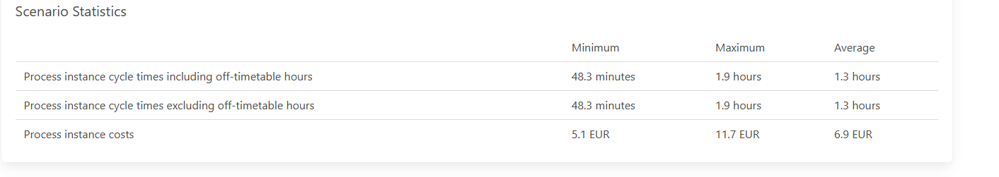 Scenario Statistics
Minimum Maximum Average
Process instance cycle times including off-timetable hours 48.3 minutes 1.9 hours 1.3 hours
Process instance cycle times excluding off-timetable hours 48.3 minutes 1.9 hours 1.3 hours
Process instance costs 5.1 EUR 11.7 EUR 6.9 EUR